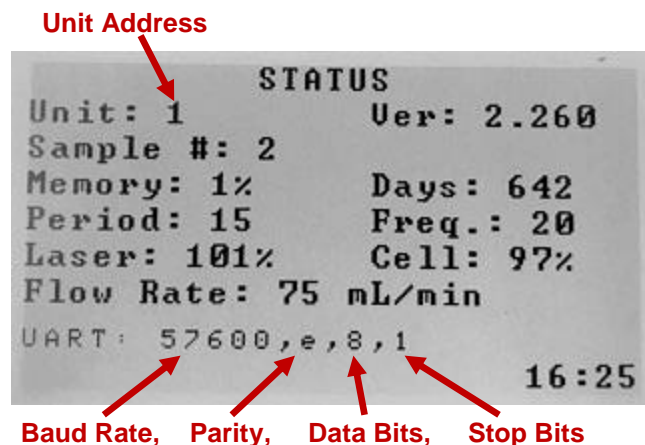 Unit Address
STATUS
Unit: 1 Ver: 2.260
Sample #: 2
Memory: 1% Days: 642
Period: 15 Freq.: 20
Laser: 101% Cell: 97%
Flow Rate: 75 mL/min
UART: 57600,e,8,1
16:25
Baud Rate, Parity, Data Bits, Stop Bits